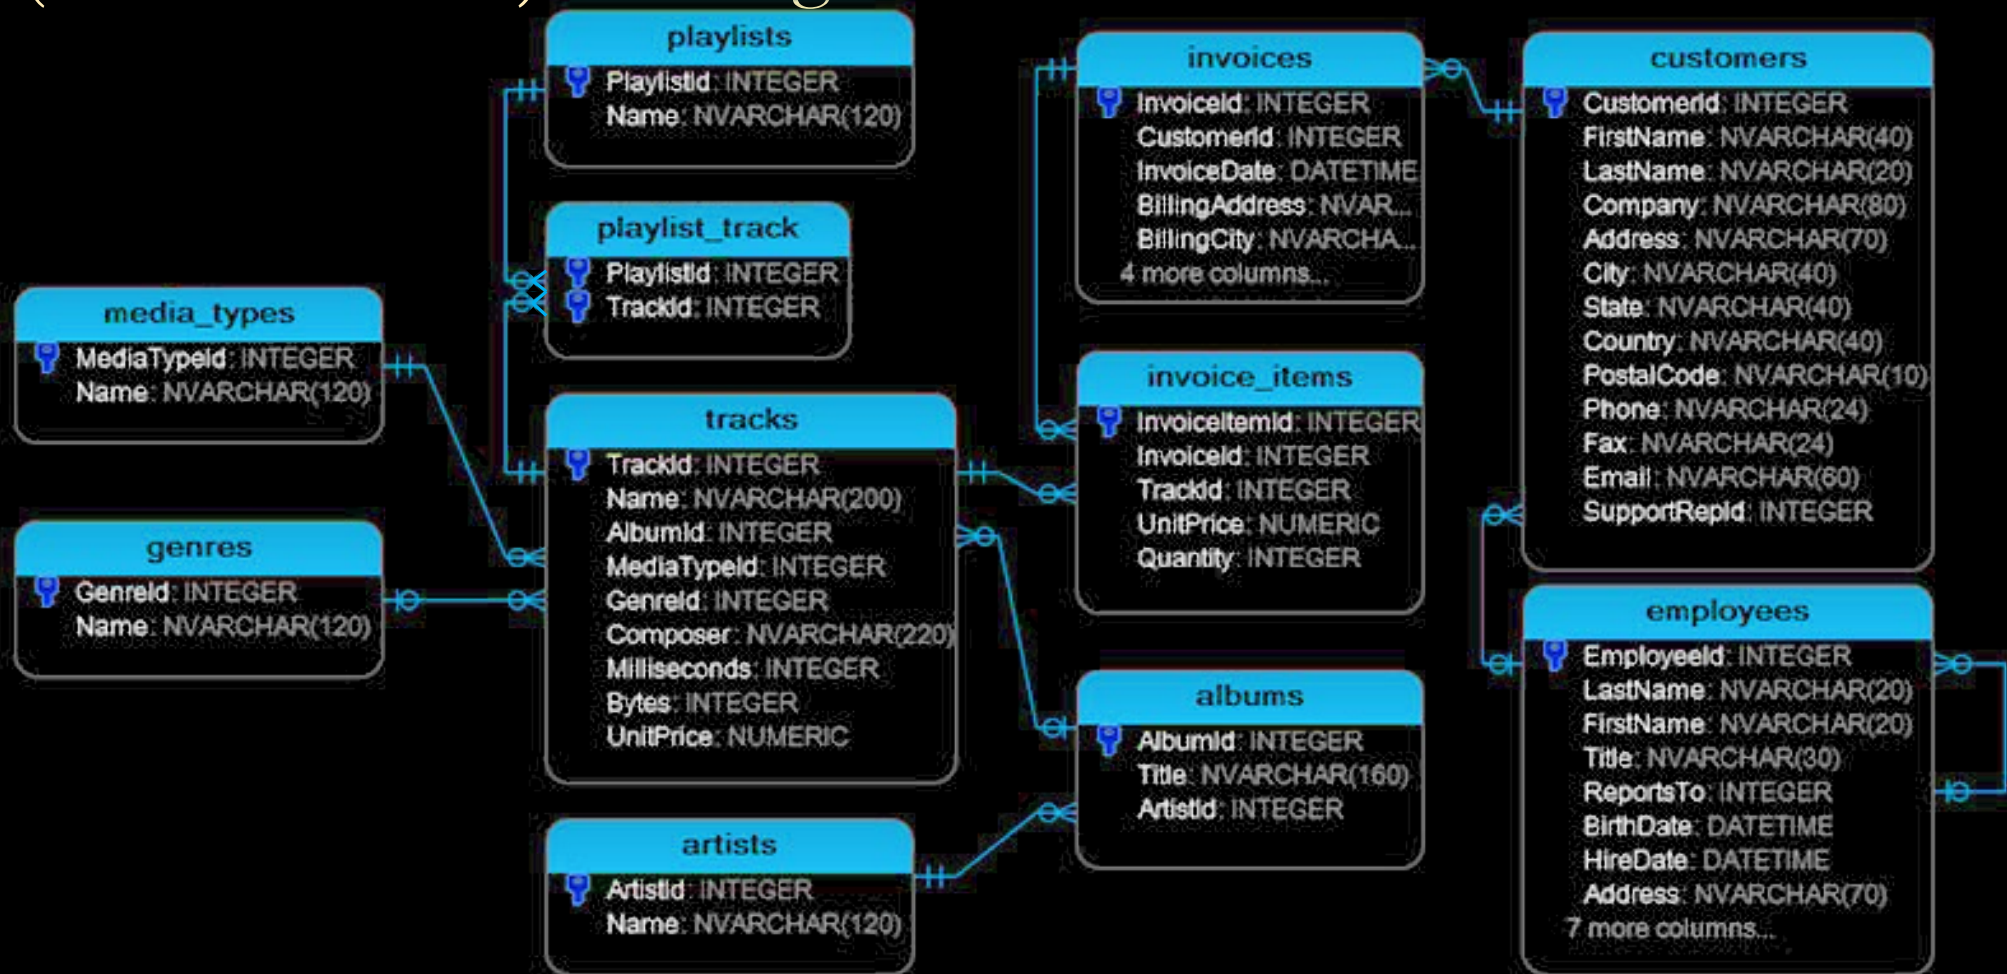 playlists
PlaylistId: INTEGER
Name: NVARCHAR(120)
playlist_track
PlaylistId: INTEGER
TrackId: INTEGER
media_types
MediaTypeId: INTEGER
Name: NVARCHAR(120)
genres
GenreId: INTEGER
Name: NVARCHAR(120)
tracks
TrackId: INTEGER
Name: NVARCHAR(200)
AlbumId: INTEGER
MediaTypeId: INTEGER
GenreId: INTEGER
Composer: NVARCHAR(220)
Milliseconds: INTEGER
Bytes: INTEGER
UnitPrice: NUMERIC
artists
ArtistId: INTEGER
Name: NVARCHAR(120)
invoices
InvoiceId: INTEGER
CustomerId: INTEGER
InvoiceDate: DATETIME
BillingAddress: NVAR...
BillingCity: NVARCHA...
4 more columns...
invoice_items
InvoiceItemId: INTEGER
InvoiceId: INTEGER
TrackId: INTEGER
UnitPrice: NUMERIC
Quantity: INTEGER
albums
AlbumId: INTEGER
Title: NVARCHAR(160)
ArtistId: INTEGER
customers
CustomerId: INTEGER
FirstName: NVARCHAR(40)
LastName: NVARCHAR(20)
Company: NVARCHAR(80)
Address: NVARCHAR(70)
City: NVARCHAR(40)
State: NVARCHAR(40)
Country: NVARCHAR(40)
PostalCode: NVARCHAR(10)
Phone: NVARCHAR(24)
Fax: NVARCHAR(24)
Email: NVARCHAR(60)
SupportRepId: INTEGER
employees
EmployeeId: INTEGER
LastName: NVARCHAR(20)
FirstName: NVARCHAR(20)
Title: NVARCHAR(30)
ReportsTo: INTEGER
BirthDate: DATETIME
HireDate: DATETIME
Address: NVARCHAR(70)
7 more columns...